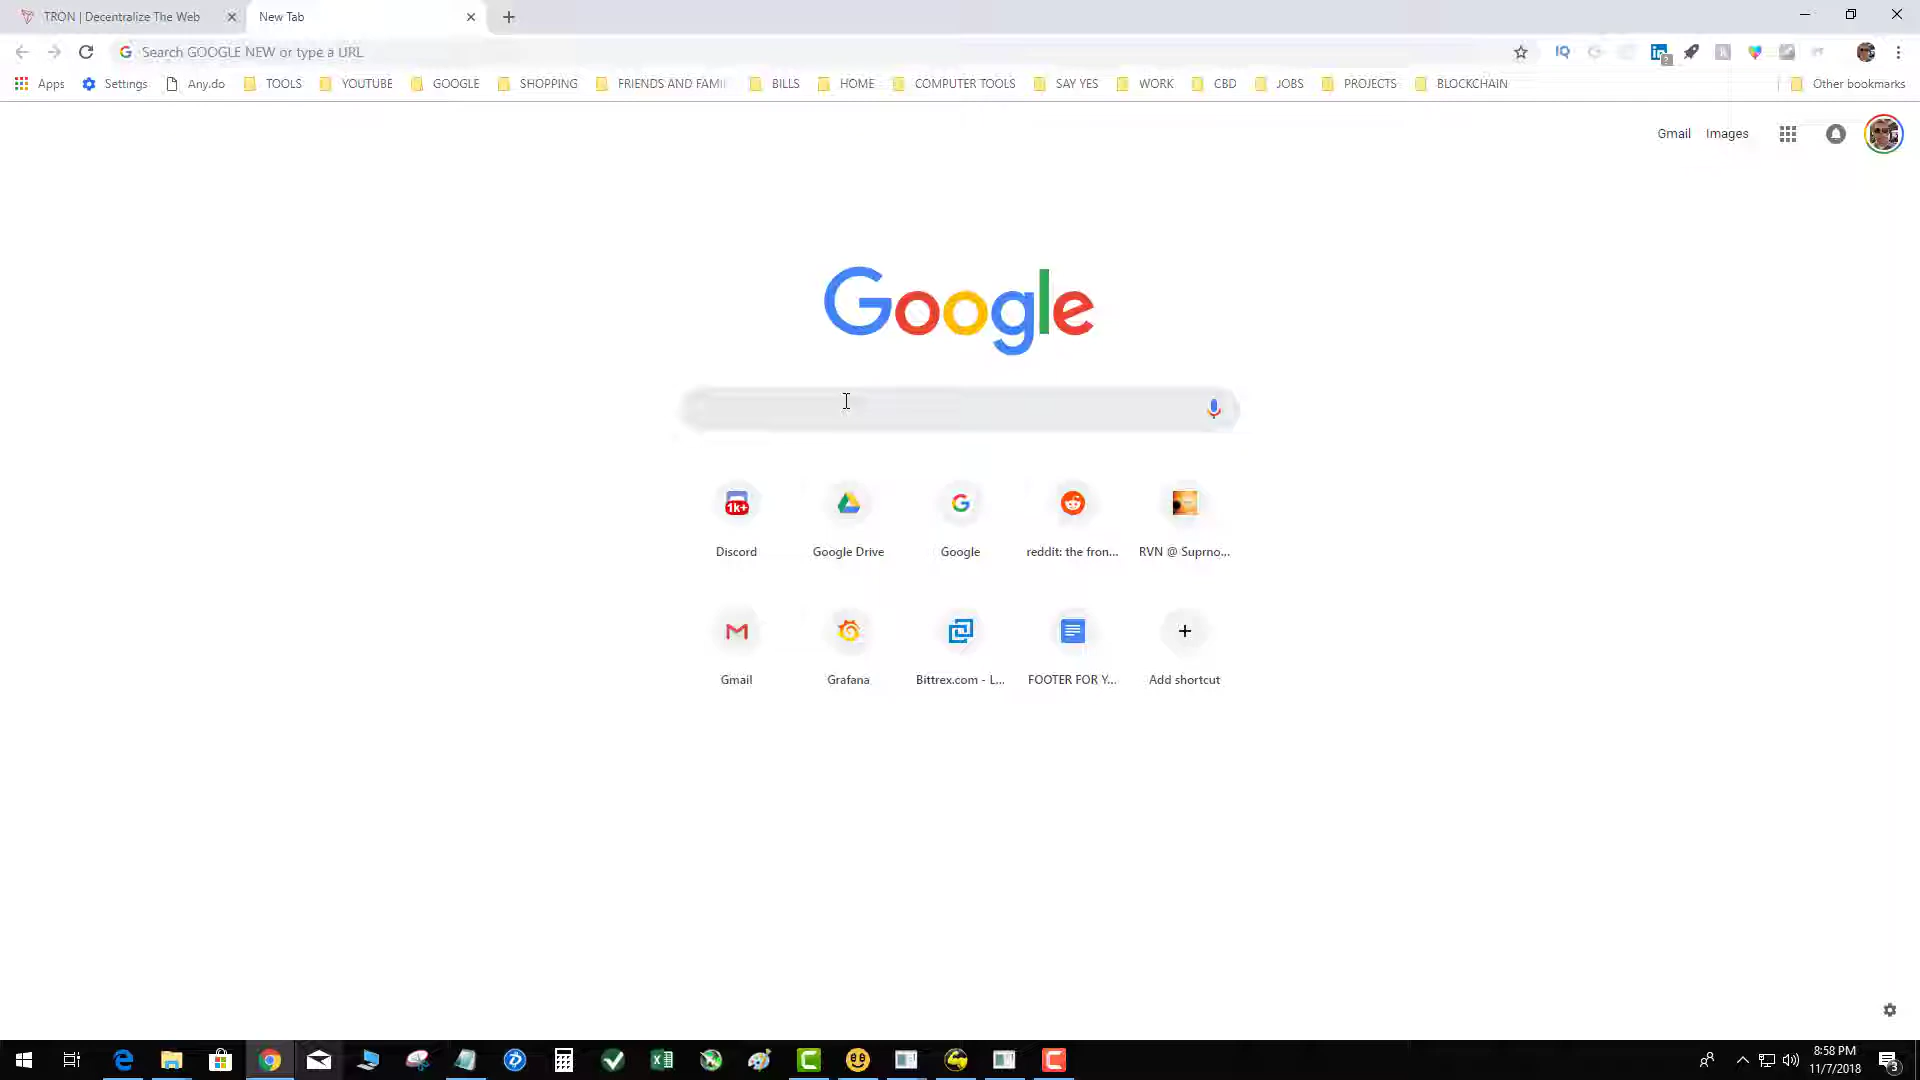 TRON | Decentralize The Web
New Tab
Search GOOGLE NEW or type a URL
Apps Settings Any.do TOOLS YOUTUBE GOOGLE SHOPPING FRIENDS AND FAMI BILLS HOME COMPUTER TOOLS SAY YES WORK CBD JOBS PROJECTS BLOCKCHAIN Other bookmarks
Gmail Images
Google
1k+
Discord Google Drive Google reddit: the fron... RVN @ Suprno...
Gmail Grafana Bittrex.com - L... FOOTER FOR Y... Add shortcut
8:58 PM
11/7/2018
3